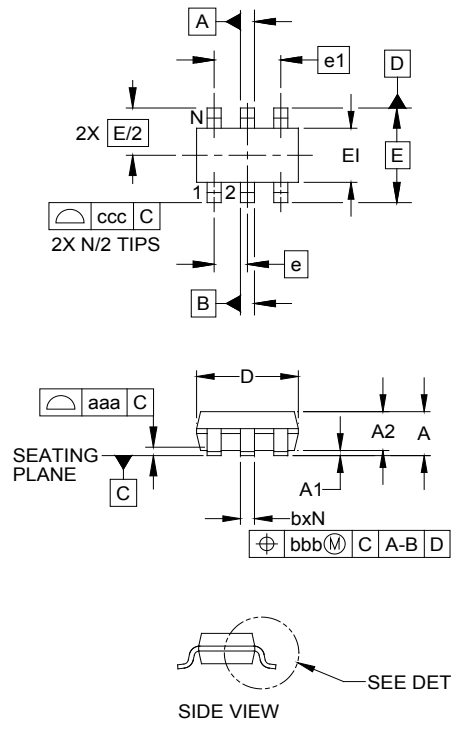 A
e1
D
N
2X E/2
EI
E
1 2
⌓ ccc C
2X N/2 TIPS
e
B
D
⌓ aaa C
A2 A
SEATING
PLANE
C
A1
bxN
⌖ bbbⓂ C A-B D
SEE DET
SIDE VIEW